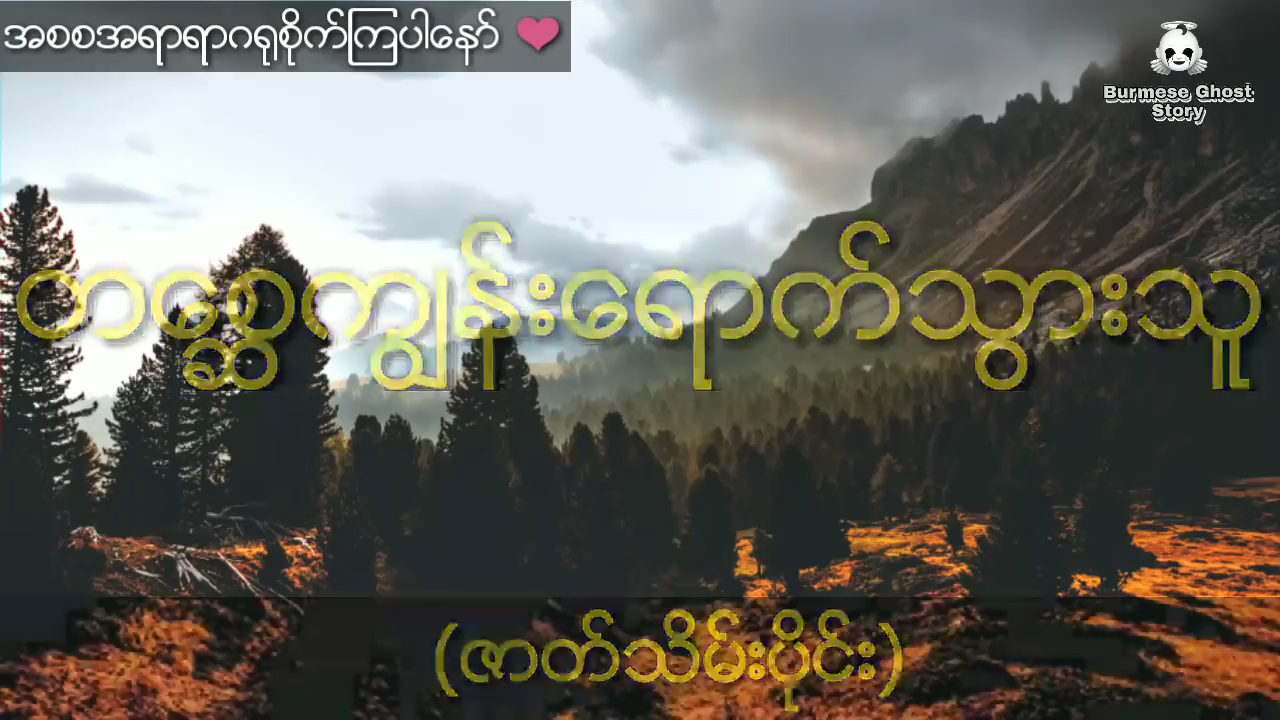 အစစအရာရာဂရုစိုက်ကြပါနော် ❤
Burmese Ghost
Story
တစ္ဆေကျွန်းရောက်သွားသူ
(ဇာတ်သိမ်းပိုင်း)